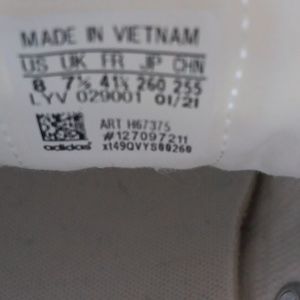 MADE IN VIETNAM
US UK FR JP CHN
8 7½ 41⅓ 260 255
LYV 029001 01/21
ART H67375
#127097211
adidas xt49QVYS00260